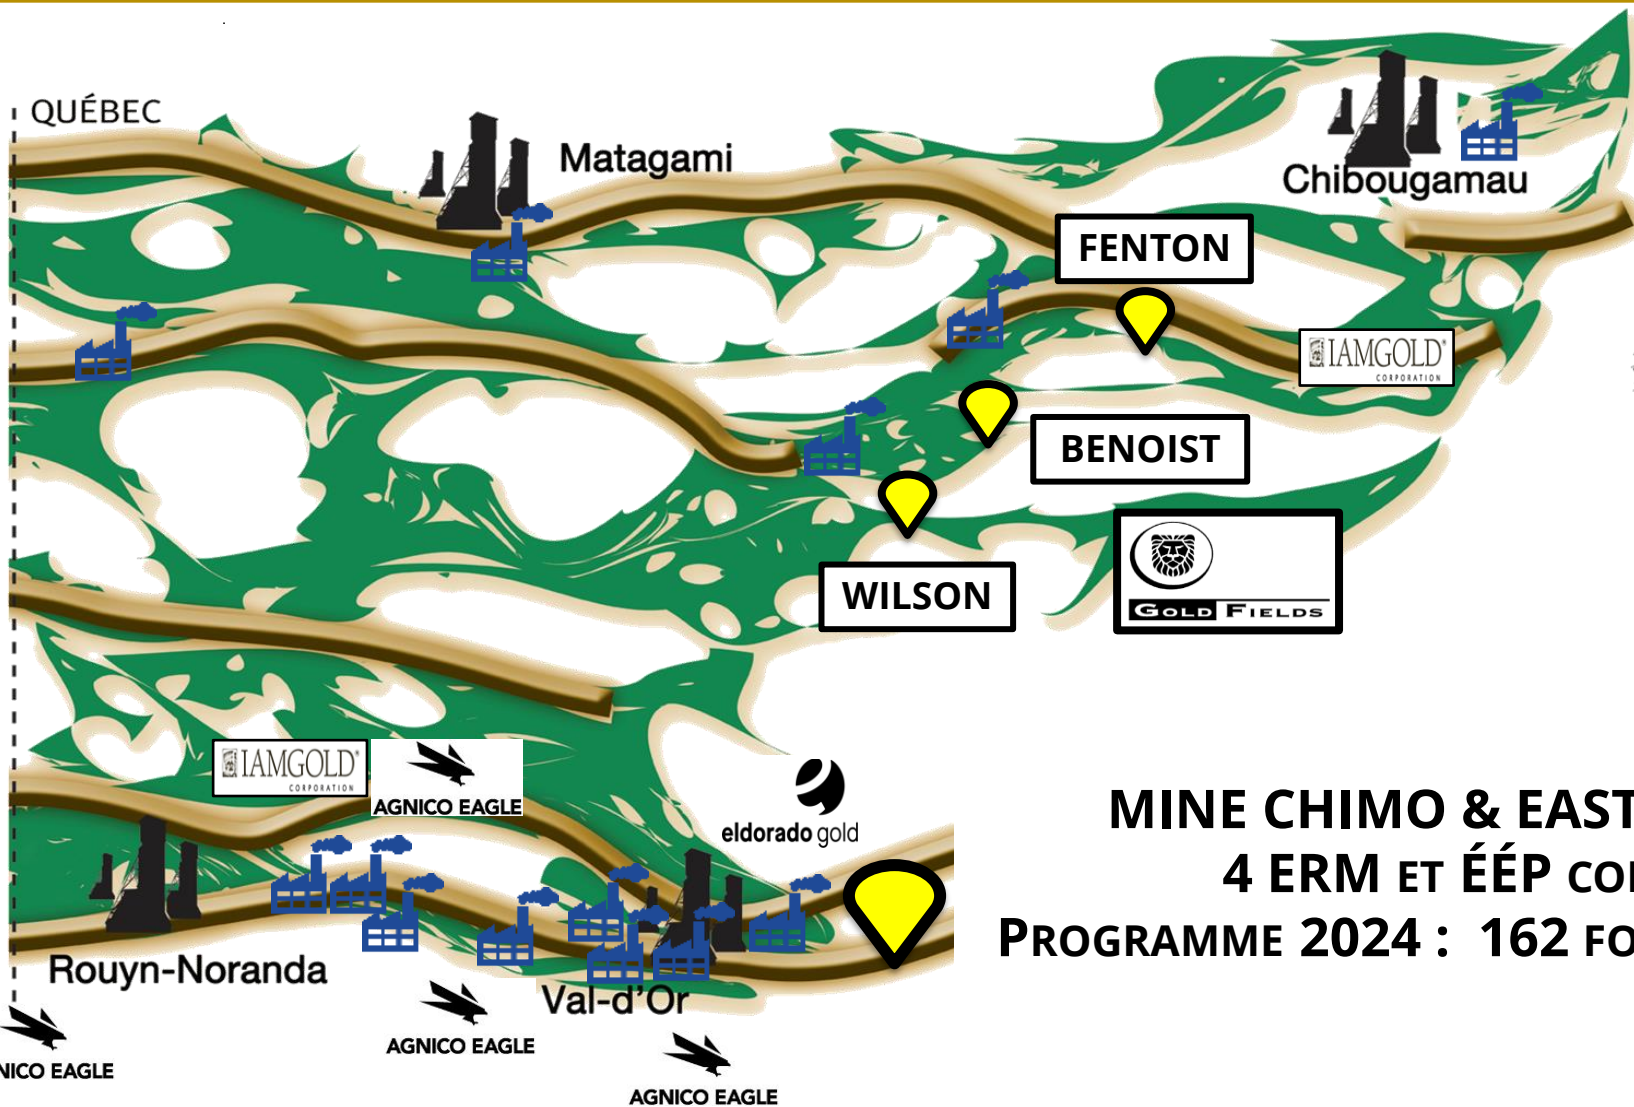 QUÉBEC
Matagami
Chibougamau
FENTON
IAMGOLD®
CORPORATION
BENOIST
WILSON
GOLD FIELDS
IAMGOLD®
CORPORATION
AGNICO EAGLE
eldorado gold
MINE CHIMO & EAST
4 ERM ET ÉÉP CO
PROGRAMME 2024 : 162 FO
Rouyn-Noranda
Val-d'Or
AGNICO EAGLE
NICO EAGLE
AGNICO EAGLE